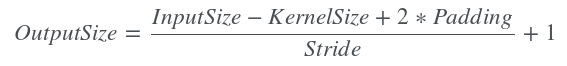 OutputSize = (InputSize − KernelSize + 2 * Padding) / Stride + 1